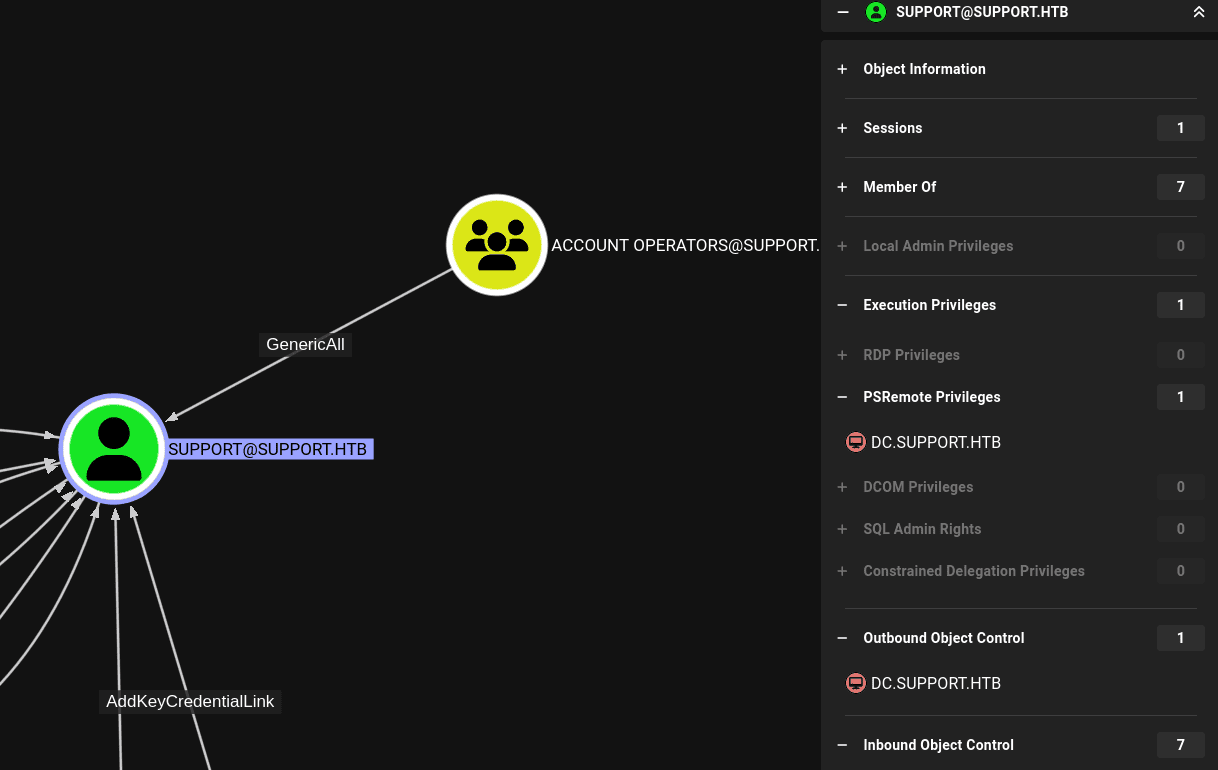 SUPPORT@SUPPORT.HTB
Object Information
Sessions 1
Member Of 7
Local Admin Privileges 0
Execution Privileges 1
RDP Privileges 0
PSRemote Privileges 1
DC.SUPPORT.HTB
DCOM Privileges 0
SQL Admin Rights 0
Constrained Delegation Privileges 0
Outbound Object Control 1
DC.SUPPORT.HTB
Inbound Object Control 7
ACCOUNT OPERATORS@SUPPORT.
GenericAll
SUPPORT@SUPPORT.HTB
AddKeyCredentialLink